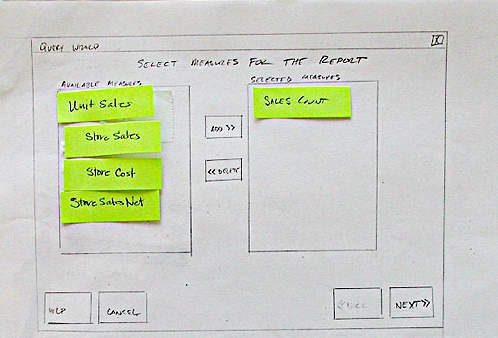 Query Wizard
X
Select Measures for the Report
Available Measures
Selected Measures
Unit Sales
Store Sales
Store Cost
Store Sales Net
Sales Count
ADD >>
<< DELETE
HELP
CANCEL
NEXT >>